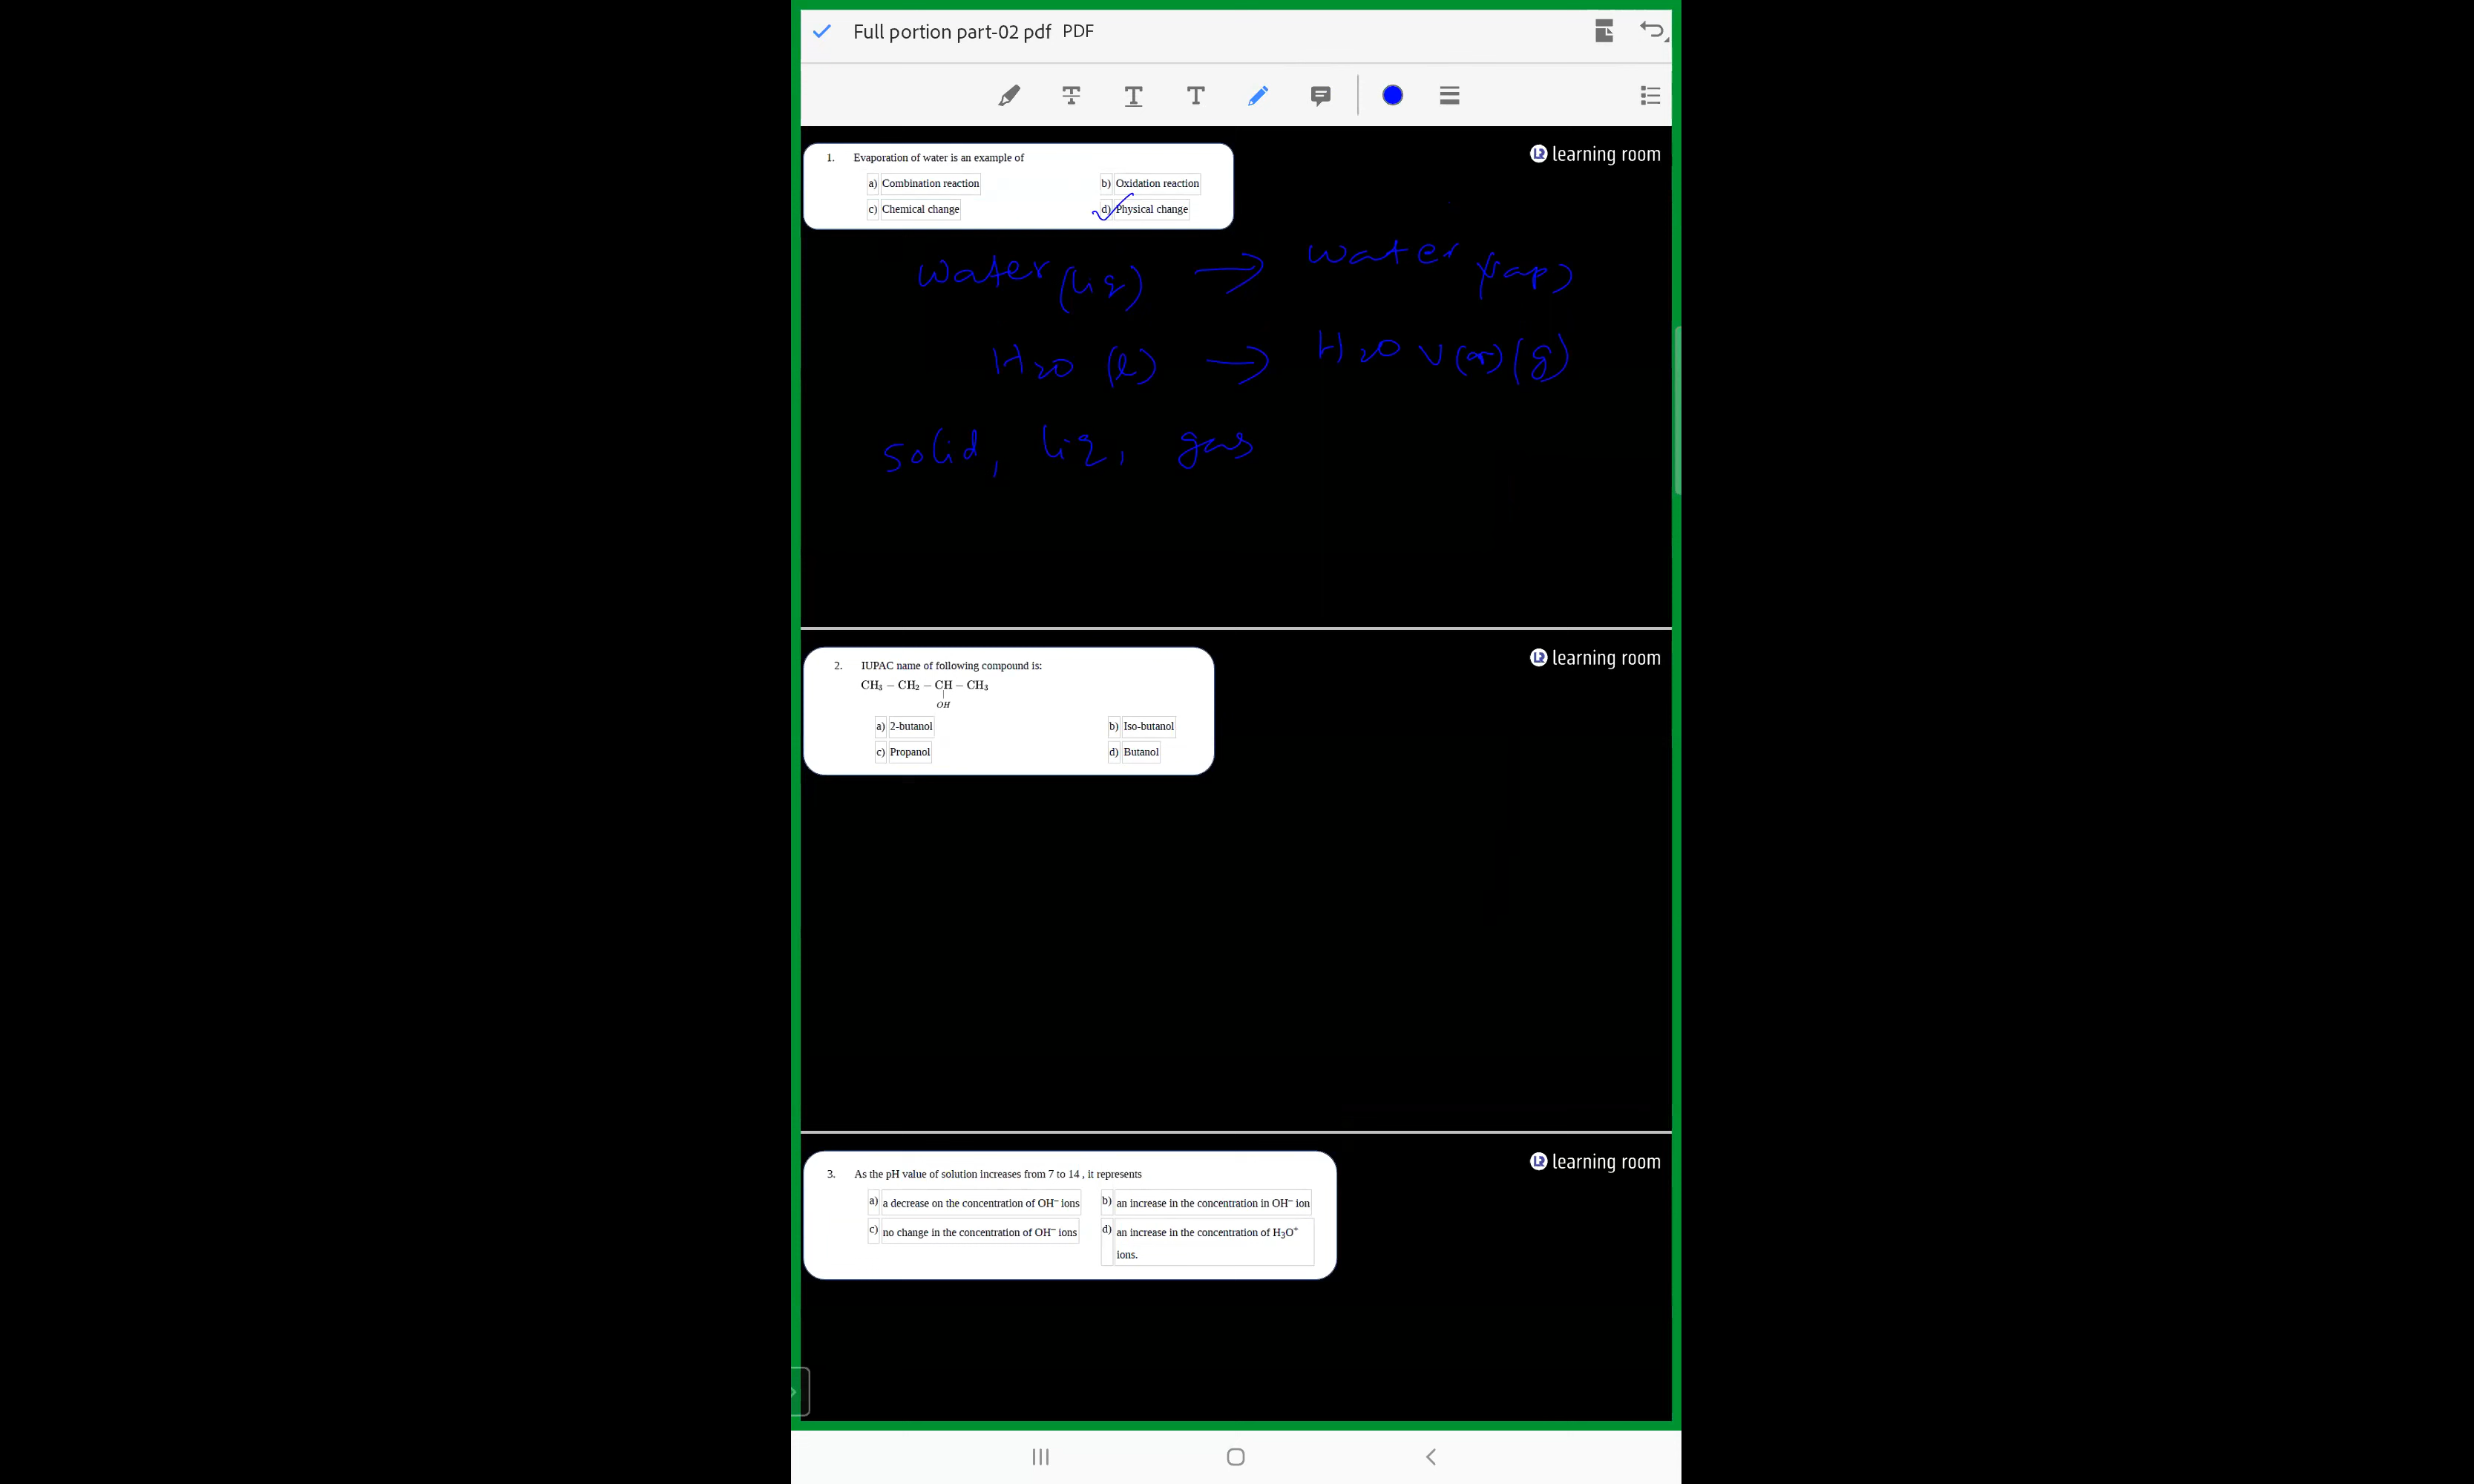 Full portion part-02 pdf PDF
learning room
1. Evaporation of water is an example of
a) Combination reaction b) Oxidation reaction
c) Chemical change d) Physical change
water (liq) → water (vap)
H2O (l) → H2O V (g)
solid, liq, gas
learning room
2. IUPAC name of following compound is:
CH₃ − CH₂ − CH − CH₃
|
OH
a) 2-butanol b) Iso-butanol
c) Propanol d) Butanol
learning room
3. As the pH value of solution increases from 7 to 14 , it represents
a) a decrease on the concentration of OH⁻ ions b) an increase in the concentration in OH⁻ ion
c) no change in the concentration of OH⁻ ions d) an increase in the concentration of H₃O⁺
ions.